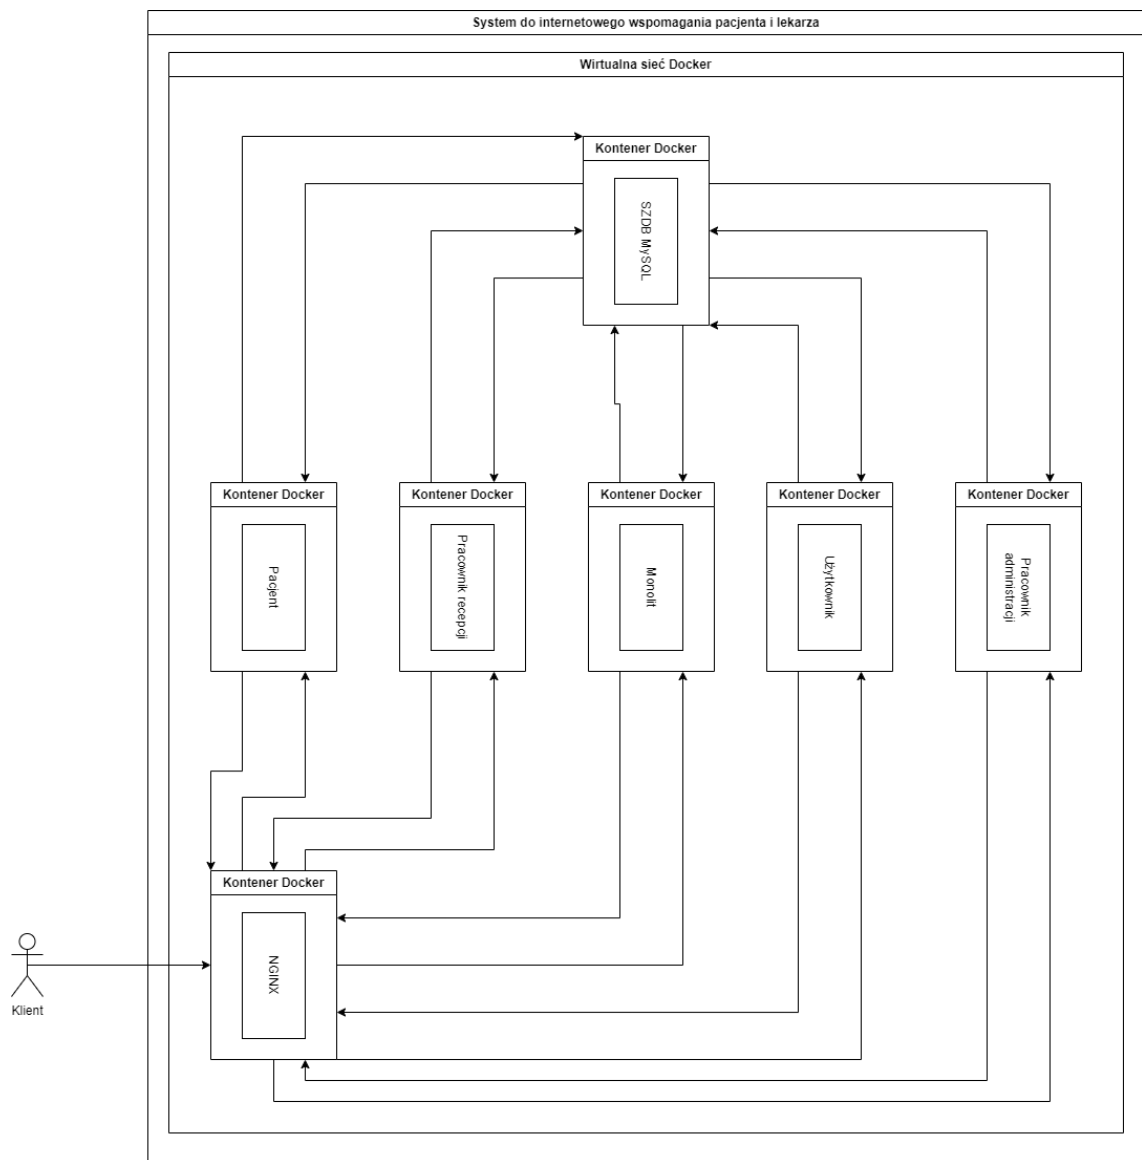 System do internetowego wspomagania pacjenta i lekarza
Wirtualna sieć Docker
Kontener Docker
SZDB MySQL
Kontener Docker
Pacjent
Kontener Docker
Pracownik recepcji
Kontener Docker
Monolit
Kontener Docker
Użytkownik
Kontener Docker
Pracownik
administracji
Kontener Docker
NGINX
Klient